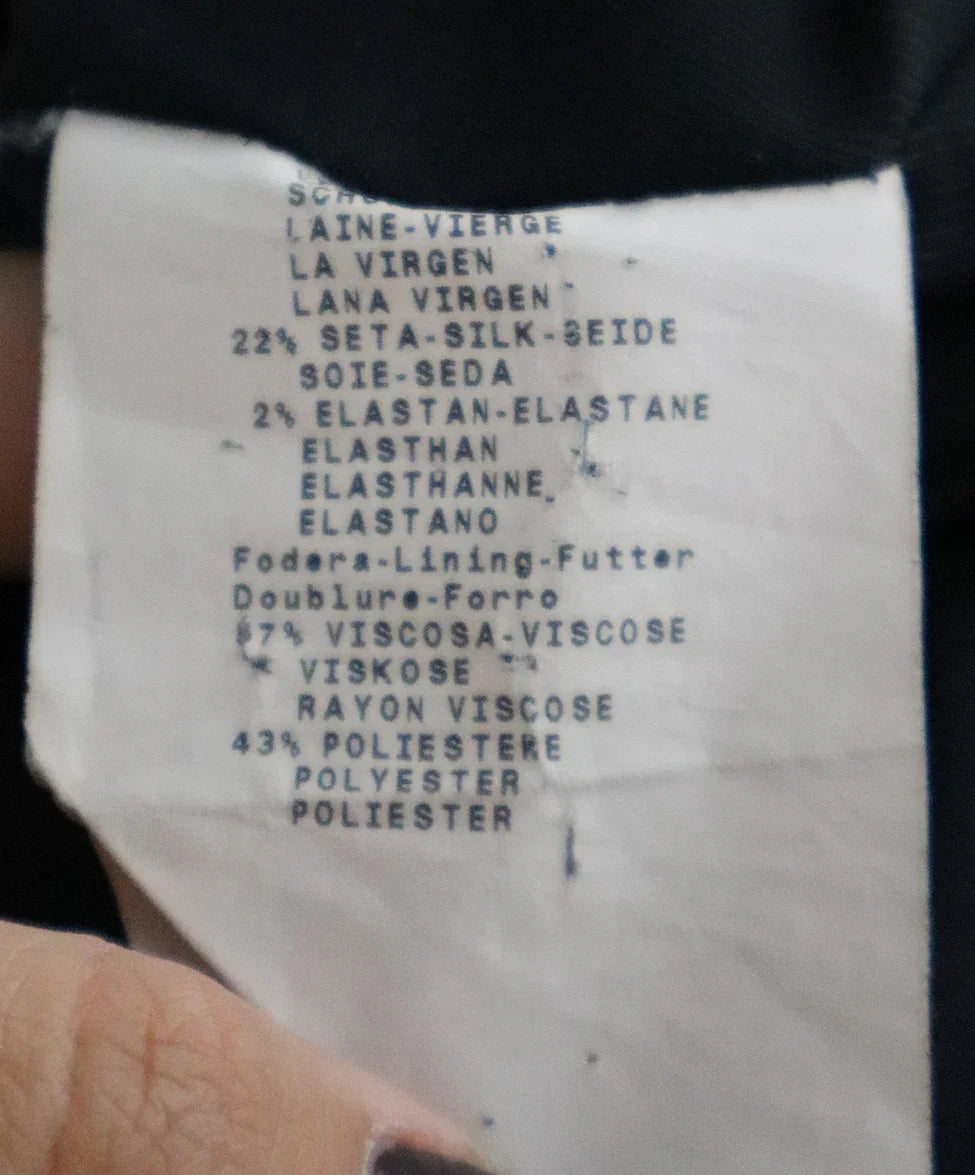 LAINE-VIERGE
LA VIRGEN
LANA VIRGEN
22% SETA-SILK-SEIDE
SOIE-SEDA
2% ELASTAN-ELASTANE
ELASTHAN
ELASTHANNE
ELASTANO
Fodera-Lining-Futter
Doublure-Forro
VISCOSA-VISCOSE
VISKOSE
RAYON VISCOSE
43% POLIESTERE
POLYESTER
POLIESTER